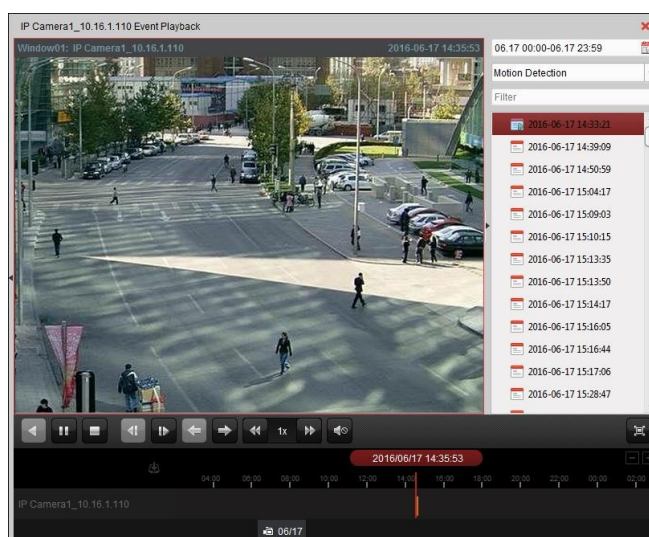 IP Camera1_10.16.1.110 Event Playback
Window01: IP Camera1_10.16.1.110
2016-06-17 14:35:53
06.17 00:00-06.17 23:59
Motion Detection
Filter
2016-06-17 14:33:21
2016-06-17 14:39:09
2016-06-17 14:50:59
2016-06-17 15:04:17
2016-06-17 15:09:03
2016-06-17 15:10:15
2016-06-17 15:13:35
2016-06-17 15:13:50
2016-06-17 15:14:17
2016-06-17 15:16:05
2016-06-17 15:16:44
2016-06-17 15:17:06
2016-06-17 15:28:47
1x
2016/06/17 14:35:53
04:00 06:00 08:00 10:00 12:00 14:00 16:00 18:00 20:00 22:00 00:00 02:00
IP Camera1_10.16.1.110
06/17